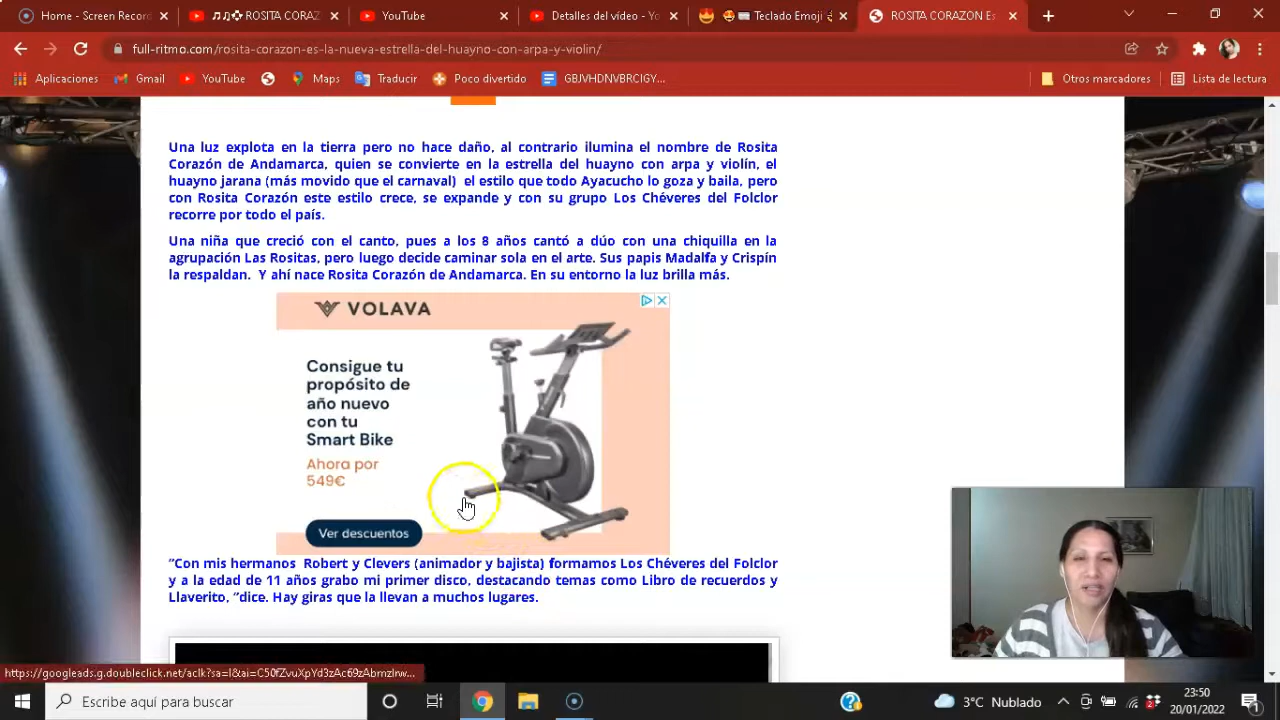 Home - Screen Record
♫♫✿ ROSITA CORAZ
YouTube
Detalles del vídeo - Yo
Teclado Emoji
ROSITA CORAZON Es
full-ritmo.com/rosita-corazon-es-la-nueva-estrella-del-huayno-con-arpa-y-violin/
Aplicaciones
Gmail
YouTube
Maps
Traducir
Poco divertido
GBJVHDNVBRCIGY...
Otros marcadores
Lista de lectura
Una luz explota en la tierra pero no hace daño, al contrario ilumina el nombre de Rosita
Corazón de Andamarca, quien se convierte en la estrella del huayno con arpa y violín, el
huayno jarana (más movido que el carnaval) el estilo que todo Ayacucho lo goza y baila, pero
con Rosita Corazón este estilo crece, se expande y con su grupo Los Chéveres del Folclor
recorre por todo el país.
Una niña que creció con el canto, pues a los 8 años cantó a dúo con una chiquilla en la
agrupación Las Rositas, pero luego decide caminar sola en el arte. Sus papis Madalfa y Crispín
la respaldan. Y ahí nace Rosita Corazón de Andamarca. En su entorno la luz brilla más.
VOLAVA
Consigue tu
propósito de
año nuevo
con tu
Smart Bike
Ahora por
549€
Ver descuentos
"Con mis hermanos Robert y Clevers (animador y bajista) formamos Los Chéveres del Folclor
y a la edad de 11 años grabo mi primer disco, destacando temas como Libro de recuerdos y
Llaverito, "dice. Hay giras que la llevan a muchos lugares.
https://googleads.g.doubleclick.net/aclk?sa=l&ai=C50fZvuXpYd3zAc69zAbmzIrw...
Escribe aquí para buscar
3°C Nublado
23:50
20/01/2022